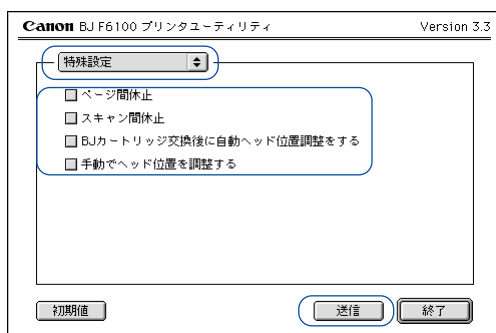 Canon BJ F6100 プリンタユーティリティ Version 3.3
特殊設定
ページ間休止
スキャン間休止
BJカートリッジ交換後に自動ヘッド位置調整をする
手動でヘッド位置を調整する
初期値 送信 終了